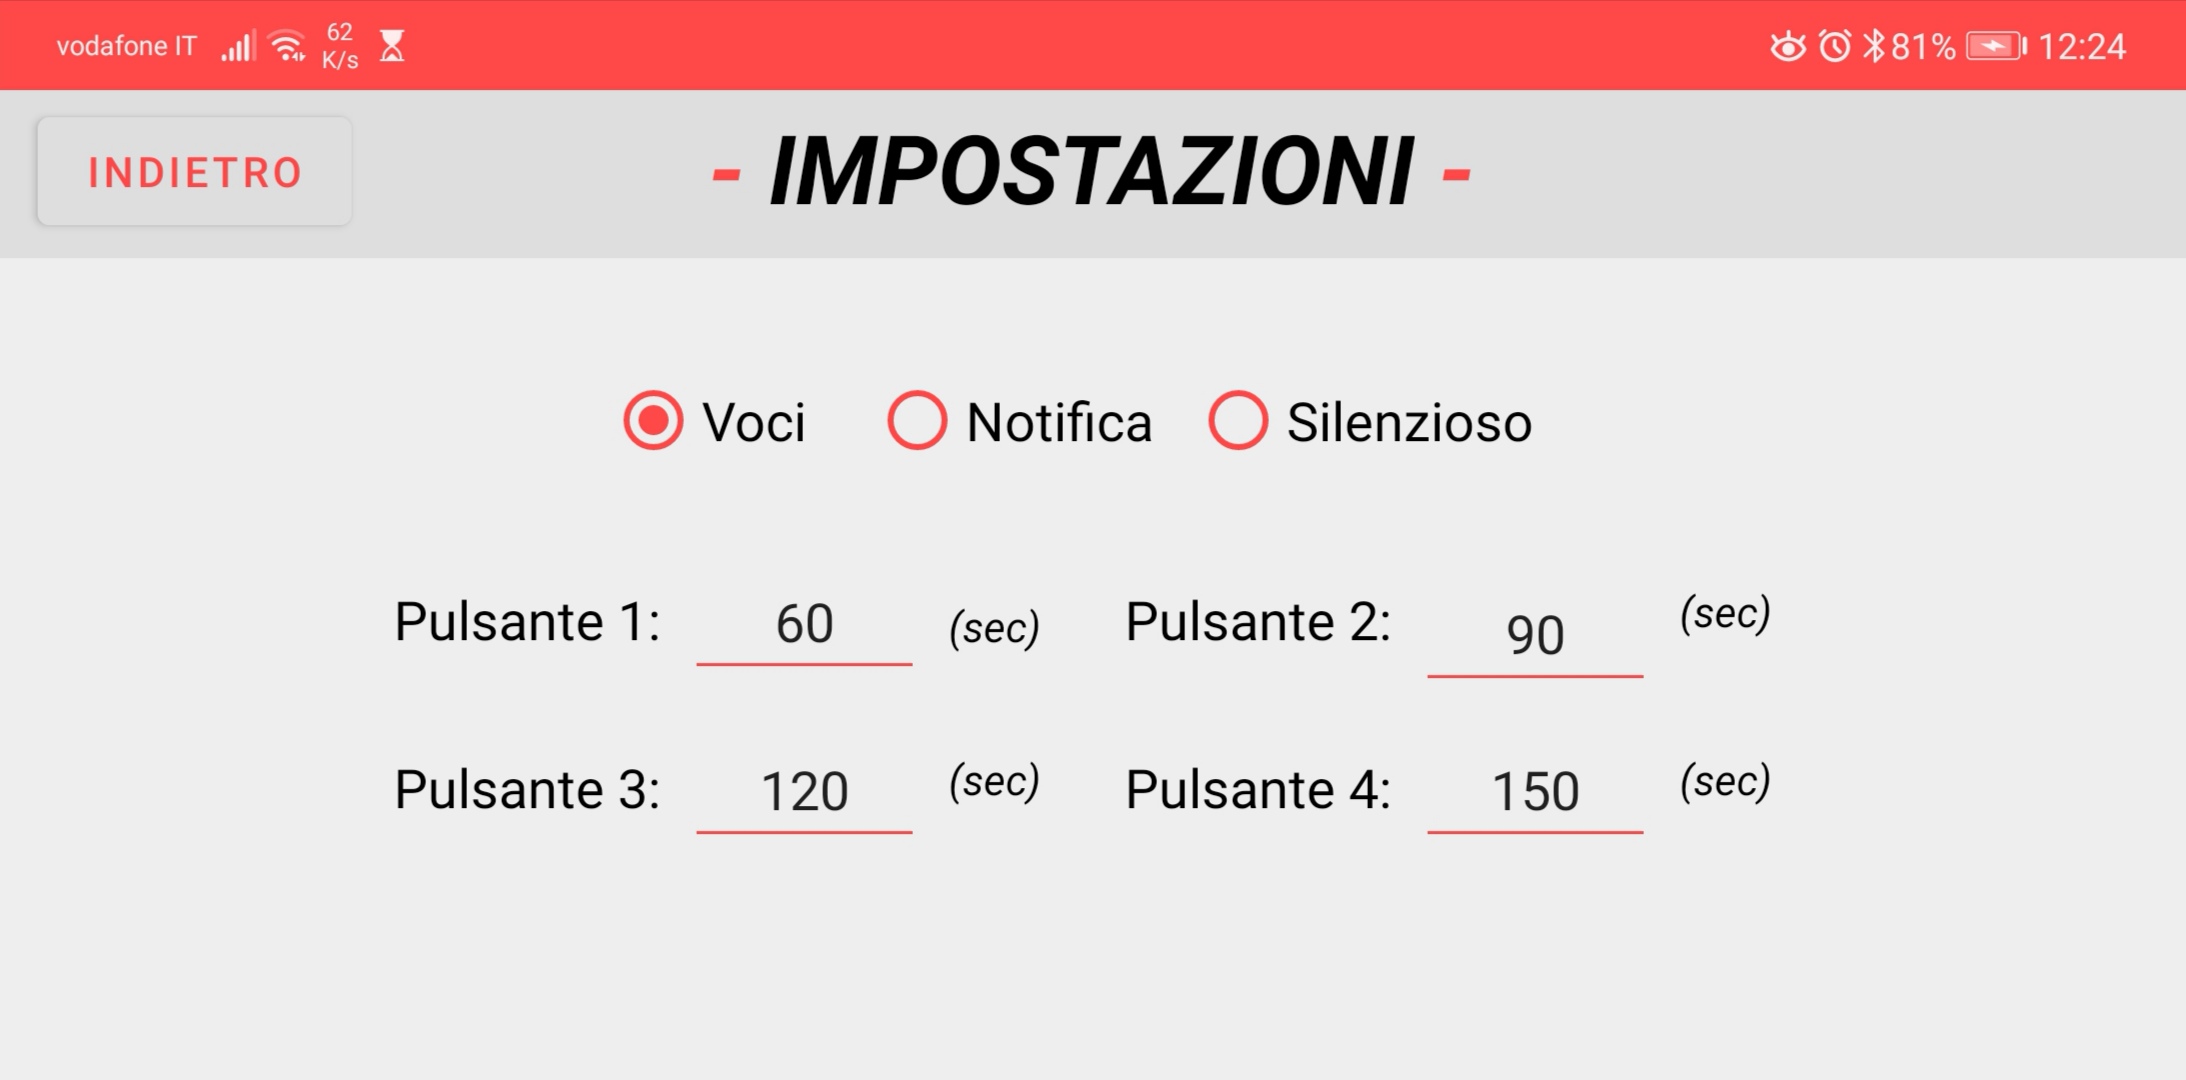 vodafone IT 62 K/s 81% 12:24
INDIETRO
- IMPOSTAZIONI -
Voci Notifica Silenzioso
Pulsante 1: 60 (sec) Pulsante 2: 90 (sec)
Pulsante 3: 120 (sec) Pulsante 4: 150 (sec)